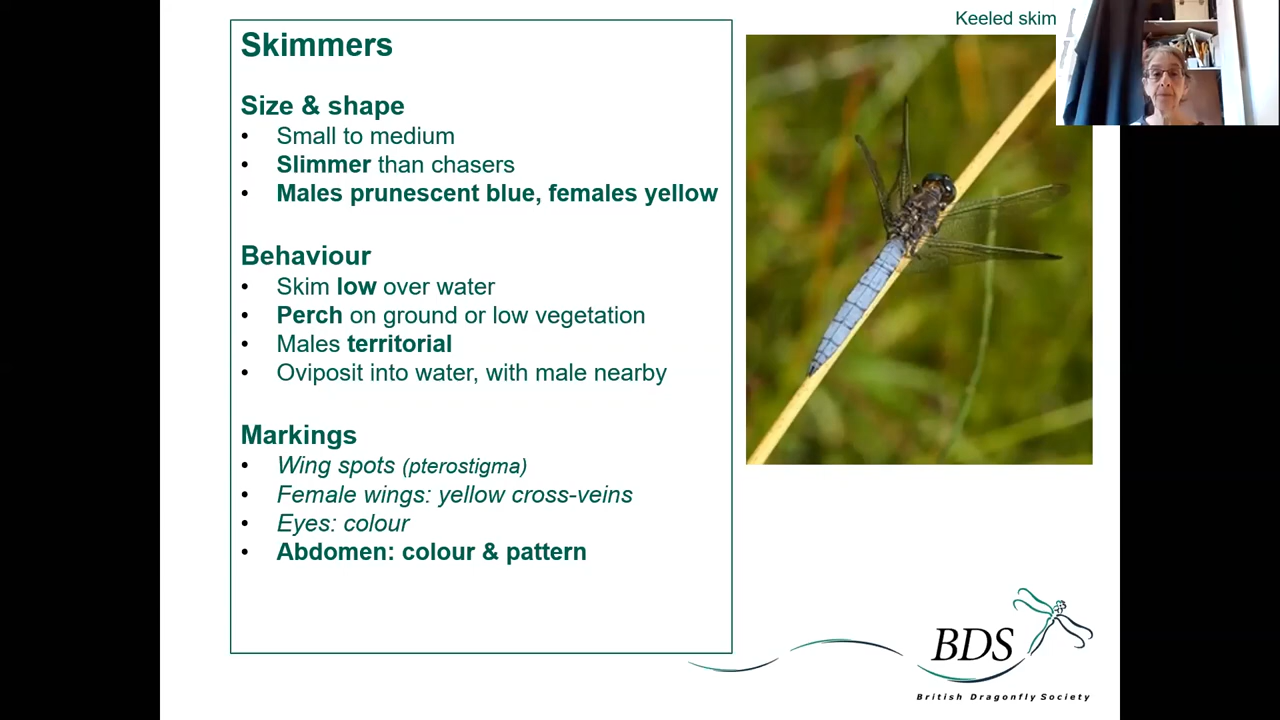 Skimmers
Size & shape
• Small to medium
• Slimmer than chasers
• Males prunescent blue, females yellow
Behaviour
• Skim low over water
• Perch on ground or low vegetation
• Males territorial
• Oviposit into water, with male nearby
Markings
• Wing spots (pterostigma)
• Female wings: yellow cross-veins
• Eyes: colour
• Abdomen: colour & pattern
Keeled skim
BDS
British Dragonfly Society